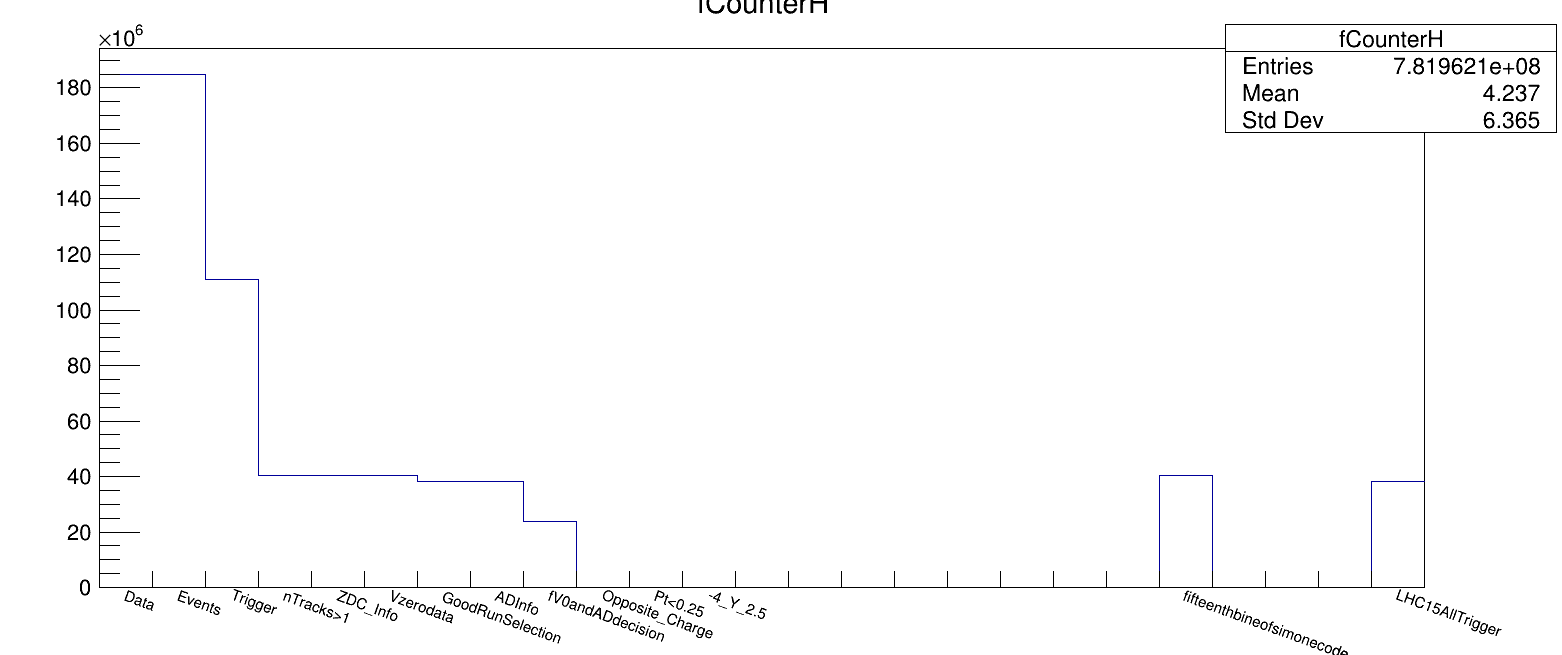 fCounterH
×10⁶
fCounterH
Entries 7.819621e+08
Mean 4.237
Std Dev 6.365
180
160
140
120
100
80
60
40
20
0
Data
Events
Trigger
nTracks>1
ZDC_Info
Vzerodata
GoodRunSelection
ADInfo
fV0andADdecision
Opposite_Charge
Pt<0.25
-4_Y_2.5
fifteenthbineofsimonecode
LHC15AllTrigger